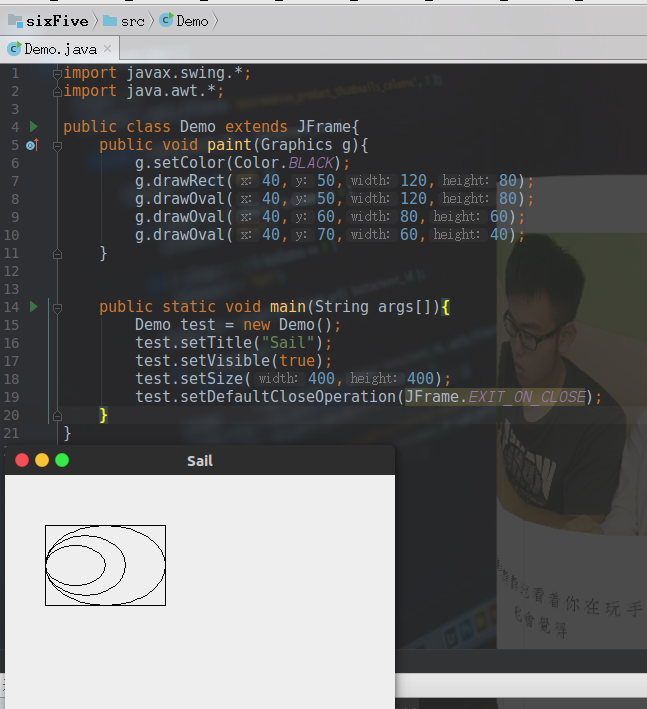 sixFive src Demo
Demo.java
1 import javax.swing.*;
2 import java.awt.*;
3
4 public class Demo extends JFrame{
5 public void paint(Graphics g){
6 g.setColor(Color.BLACK);
7 g.drawRect( x: 40, y: 50, width: 120, height: 80);
8 g.drawOval( x: 40, y: 50, width: 120, height: 80);
9 g.drawOval( x: 40, y: 60, width: 80, height: 60);
10 g.drawOval( x: 40, y: 70, width: 60, height: 40);
11 }
12
13
14 public static void main(String args[]){
15 Demo test = new Demo();
16 test.setTitle("Sail");
17 test.setVisible(true);
18 test.setSize( width: 400, height: 400);
19 test.setDefaultCloseOperation(JFrame.EXIT_ON_CLOSE);
20 }
21 }
Sail
看着你在玩手
也會覺得